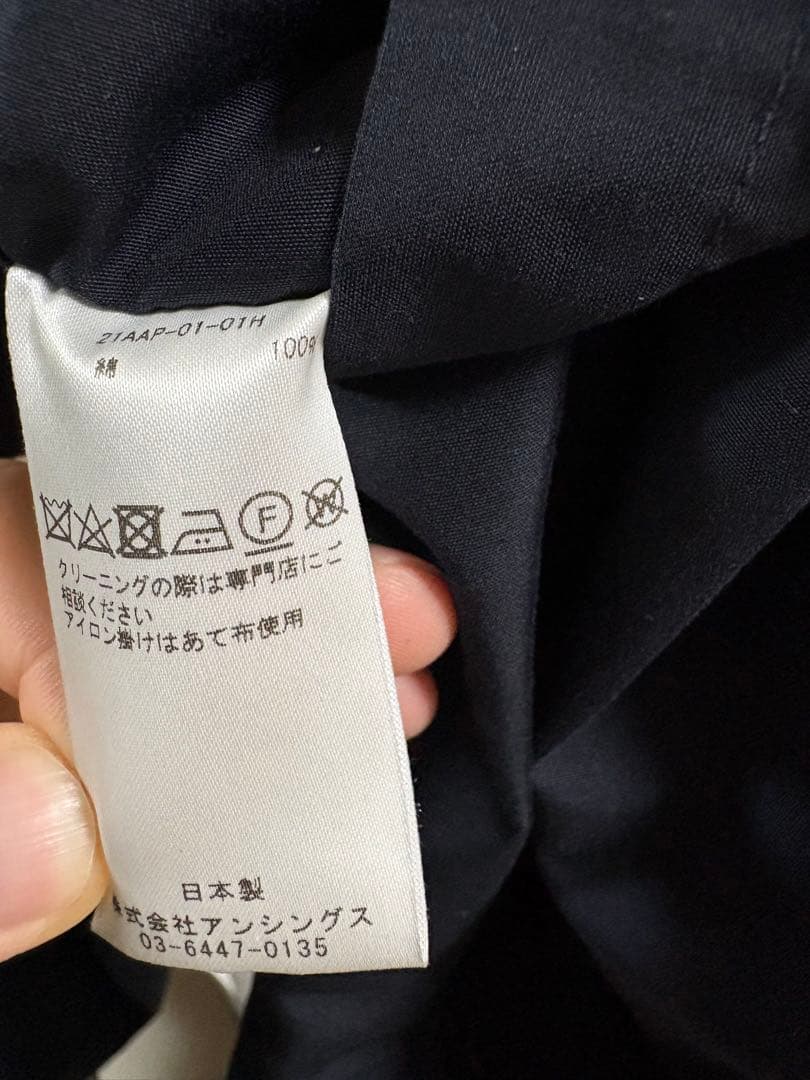 21AAP-01-01H
綿 100%
F W
クリーニングの際は専門店にご
相談ください
アイロン掛けはあて布使用
日本製
株式会社アンシングス
03-6447-0135